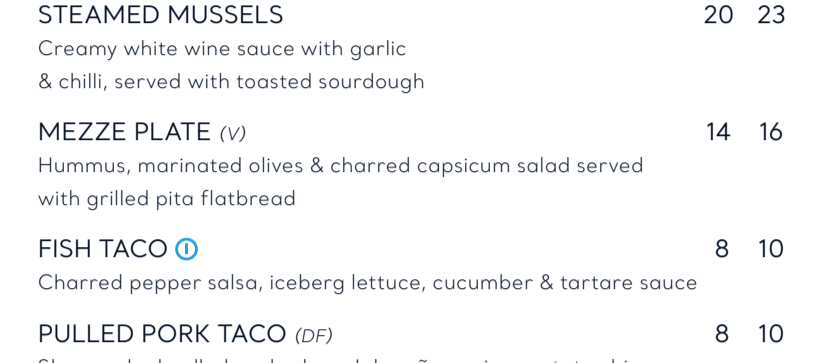 STEAMED MUSSELS 20 23
Creamy white wine sauce with garlic
& chilli, served with toasted sourdough
MEZZE PLATE (V) 14 16
Hummus, marinated olives & charred capsicum salad served
with grilled pita flatbread
FISH TACO I 8 10
Charred pepper salsa, iceberg lettuce, cucumber & tartare sauce
PULLED PORK TACO (DF) 8 10